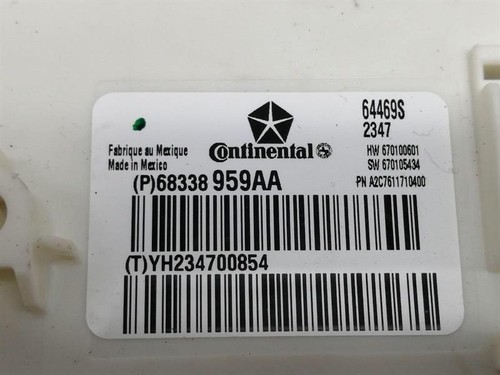 64469S
2347
Fabrique au Mexique
Made in Mexico
Continental
HW 670100601
SW 670105434
PN A2C7611710400
(P)68338 959AA
(T)YH234700854